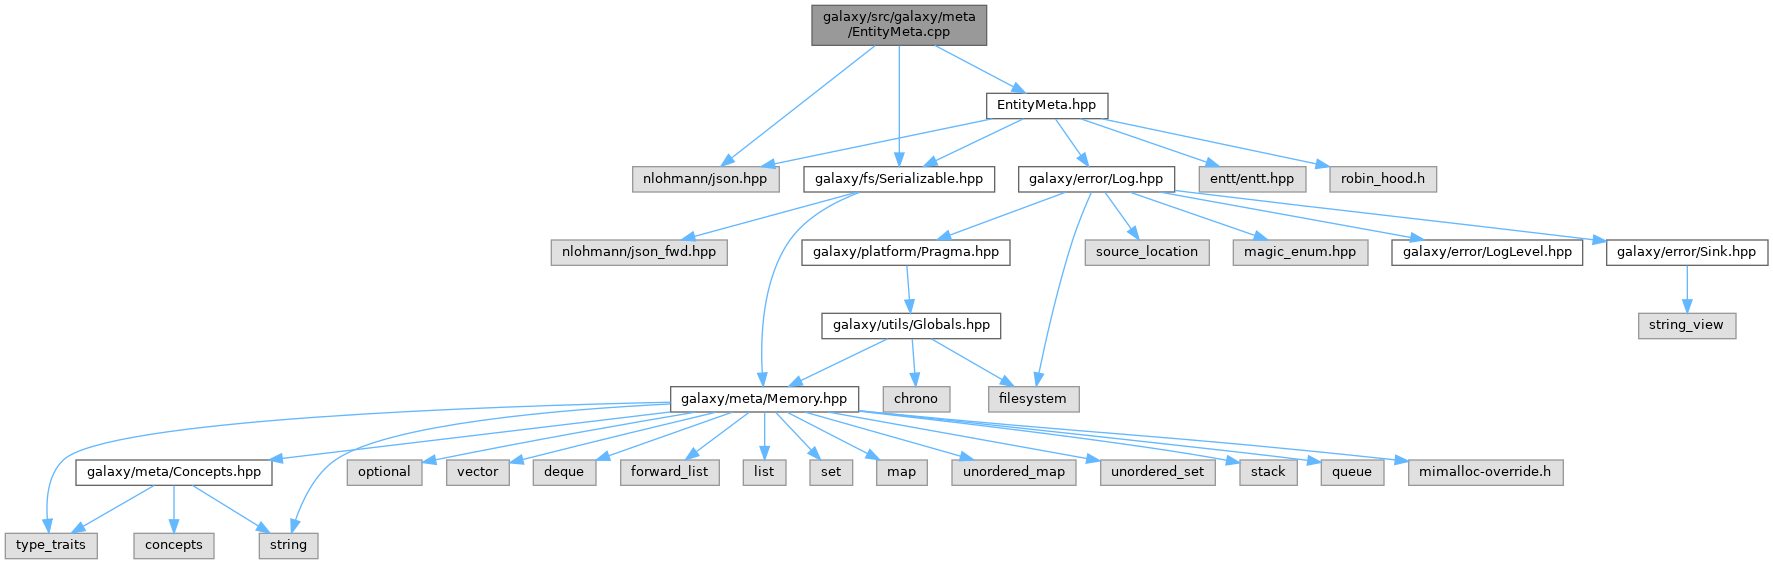 galaxy/src/galaxy/meta
/EntityMeta.cpp
EntityMeta.hpp
nlohmann/json.hpp
galaxy/fs/Serializable.hpp
galaxy/error/Log.hpp
entt/entt.hpp
robin_hood.h
nlohmann/json_fwd.hpp
galaxy/platform/Pragma.hpp
source_location
magic_enum.hpp
galaxy/error/LogLevel.hpp
galaxy/error/Sink.hpp
galaxy/utils/Globals.hpp
string_view
galaxy/meta/Memory.hpp
chrono
filesystem
galaxy/meta/Concepts.hpp
optional
vector
deque
forward_list
list
set
map
unordered_map
unordered_set
stack
queue
mimalloc-override.h
type_traits
concepts
string